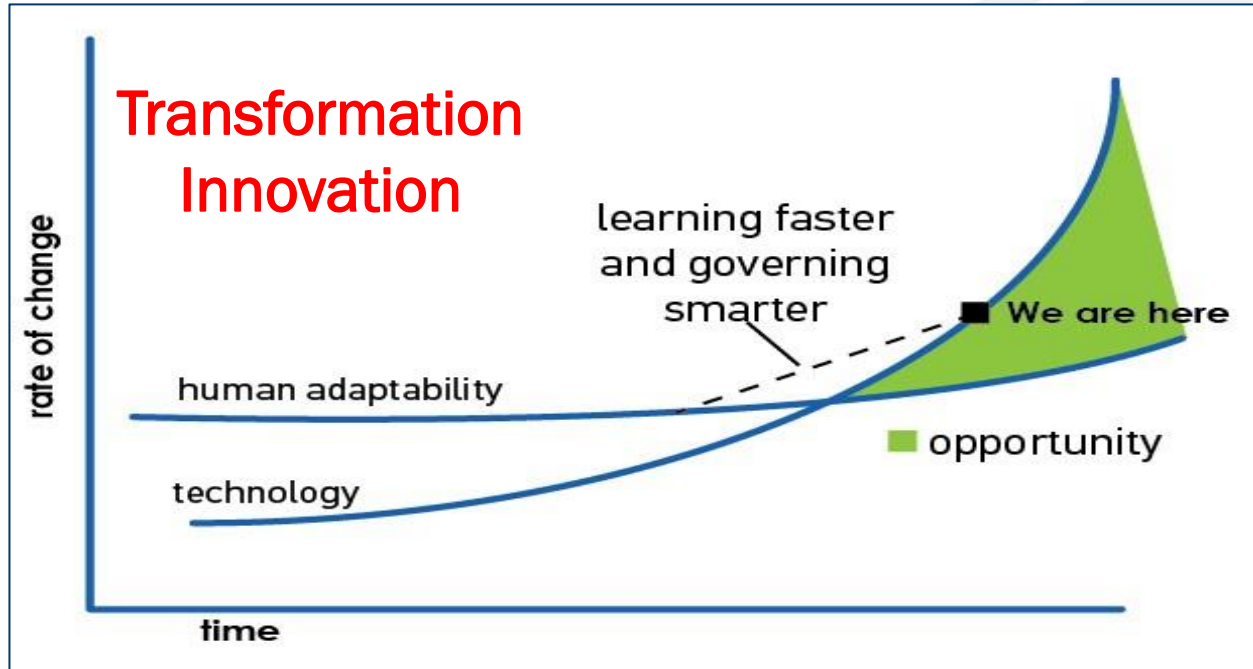 Transformation
Innovation
learning faster
and governing
smarter
We are here
human adaptability
opportunity
technology
rate of change
time